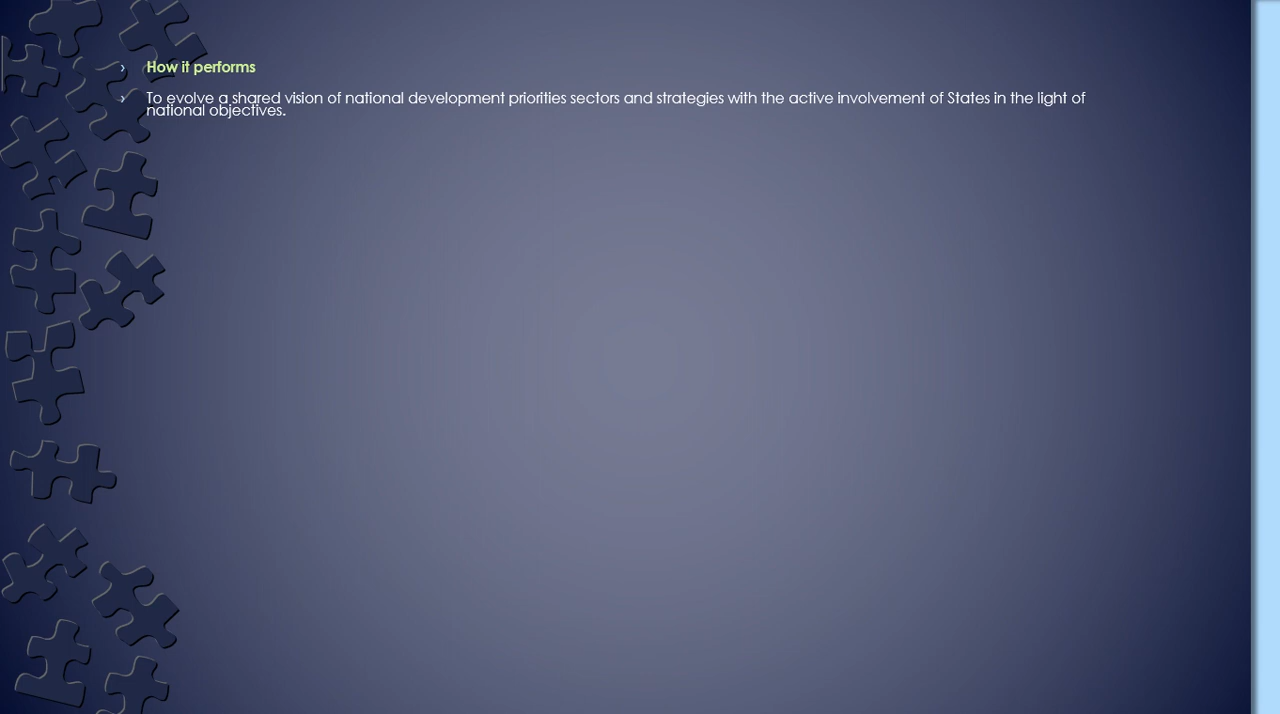 › How it performs
› To evolve a shared vision of national development priorities sectors and strategies with the active involvement of States in the light of
national objectives.